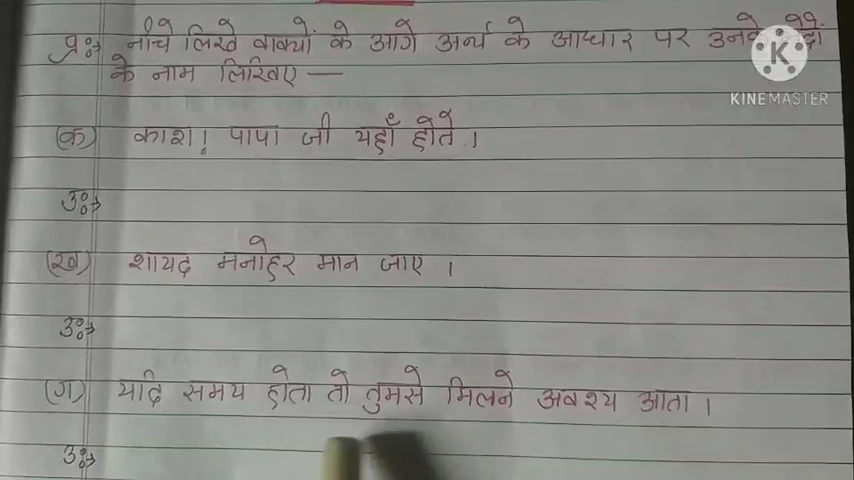 प्र०→ नीचे लिखे वाक्यों के आगे अर्थ के आधार पर उनके
के नाम लिखिए —
(क) काश! पापा जी यहाँ होते।
उ०→
(ख) शायद मनोहर मान जाए।
उ०→
(ग) यदि समय होता तो तुमसे मिलने अवश्य आता।
उ०→
K
KINEMASTER